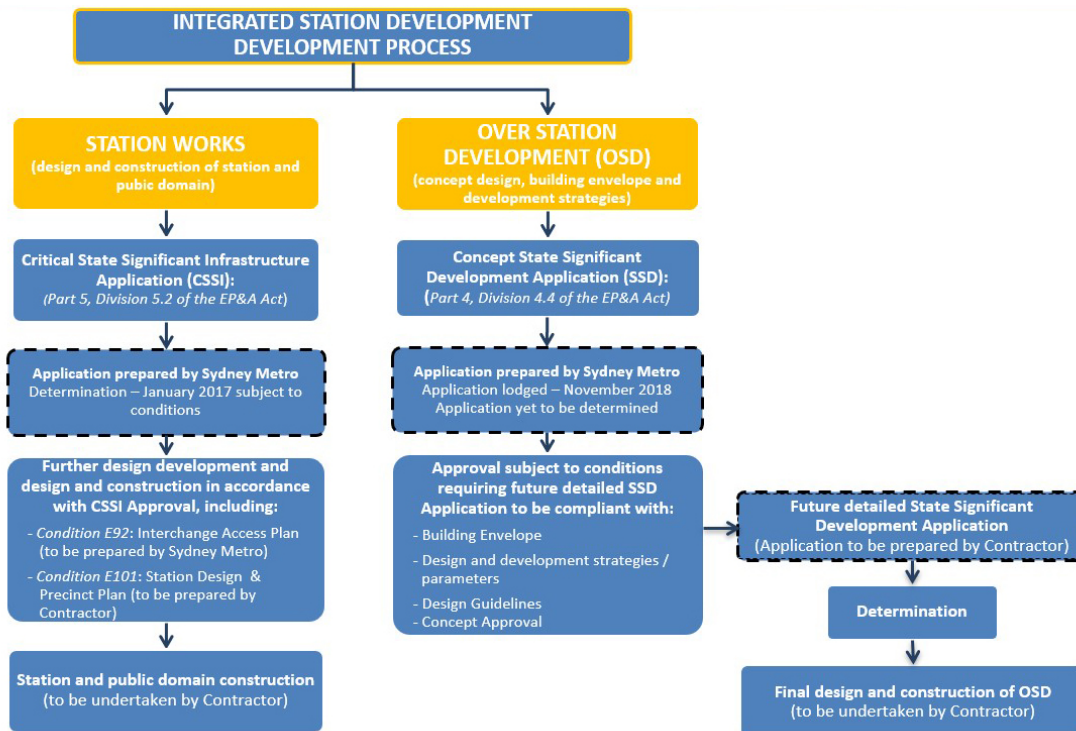 INTEGRATED STATION DEVELOPMENT
DEVELOPMENT PROCESS
STATION WORKS
(design and construction of station and
pubic domain)
Critical State Significant Infrastructure
Application (CSSI):
(Part 5, Division 5.2 of the EP&A Act)
Application prepared by Sydney Metro
Determination – January 2017 subject to
conditions
Further design development and
design and construction in accordance
with CSSI Approval, including:
- Condition E92: Interchange Access Plan
(to be prepared by Sydney Metro)
- Condition E101: Station Design &
Precinct Plan (to be prepared by
Contractor)
Station and public domain construction
(to be undertaken by Contractor)
OVER STATION
DEVELOPMENT (OSD)
(concept design, building envelope and
development strategies)
Concept State Significant
Development Application (SSD):
(Part 4, Division 4.4 of the EP&A Act)
Application prepared by Sydney Metro
Application lodged – November 2018
Application yet to be determined
Approval subject to conditions
requiring future detailed SSD
Application to be compliant with:
- Building Envelope
- Design and development strategies /
parameters
- Design Guidelines
- Concept Approval
Future detailed State Significant
Development Application
(Application to be prepared by Contractor)
Determination
Final design and construction of OSD
(to be undertaken by Contractor)